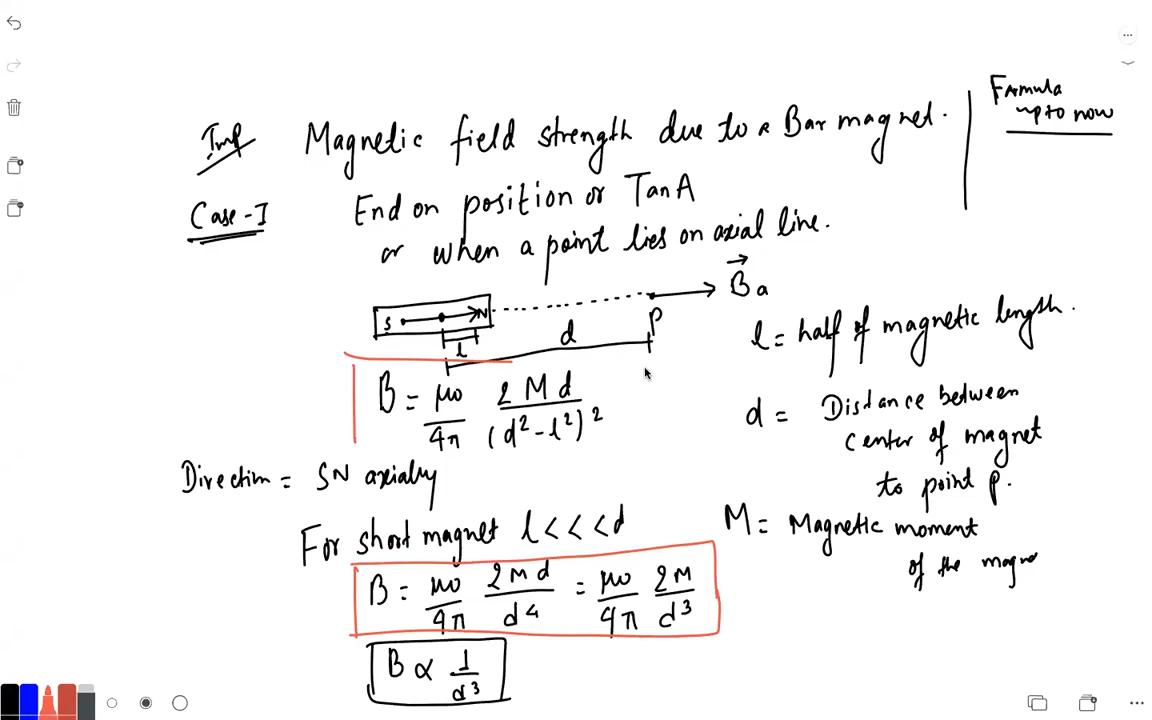 Imp
Magnetic field strength due to a Bar magnet.
Formula
upto now
Case-I
End on position or Tan A
or when a point lies on axial line.
S N
B⃗a
P
l
d
l = half of magnetic length.
B = μ0/4π 2Md/(d²-l²)²
d = Distance between
center of magnet
to point P.
Direction = SN axially
For short magnet l<<<d
M = Magnetic moment
of the magne
B = μ0/4π 2Md/d⁴ = μ0/4π 2M/d³
B ∝ 1/d³